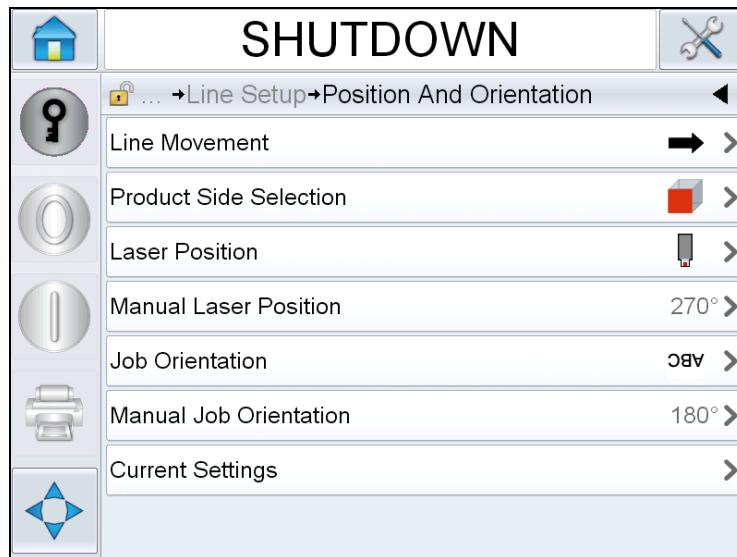 SHUTDOWN
... →Line Setup→Position And Orientation
Line Movement
Product Side Selection
Laser Position
Manual Laser Position 270°
Job Orientation ABC
Manual Job Orientation 180°
Current Settings